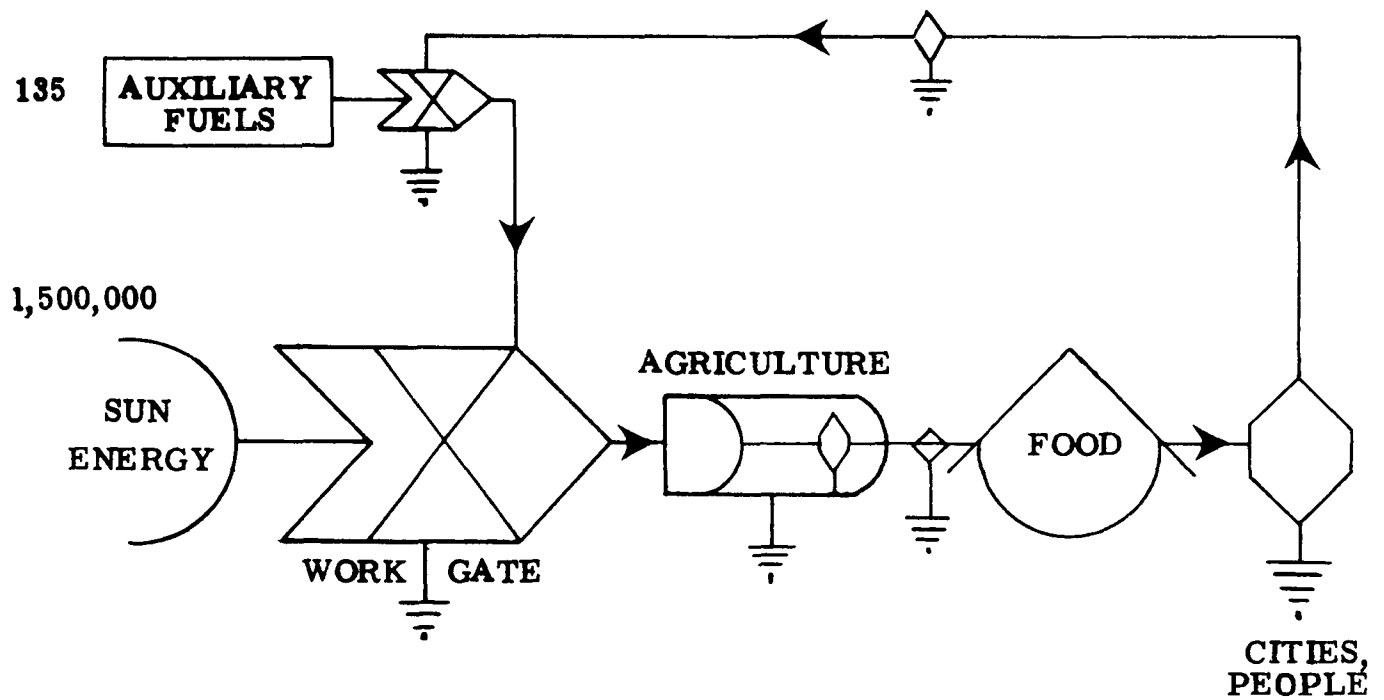 135
AUXILIARY
FUELS
1,500,000
SUN
ENERGY
WORK GATE
AGRICULTURE
FOOD
CITIES,
PEOPLE